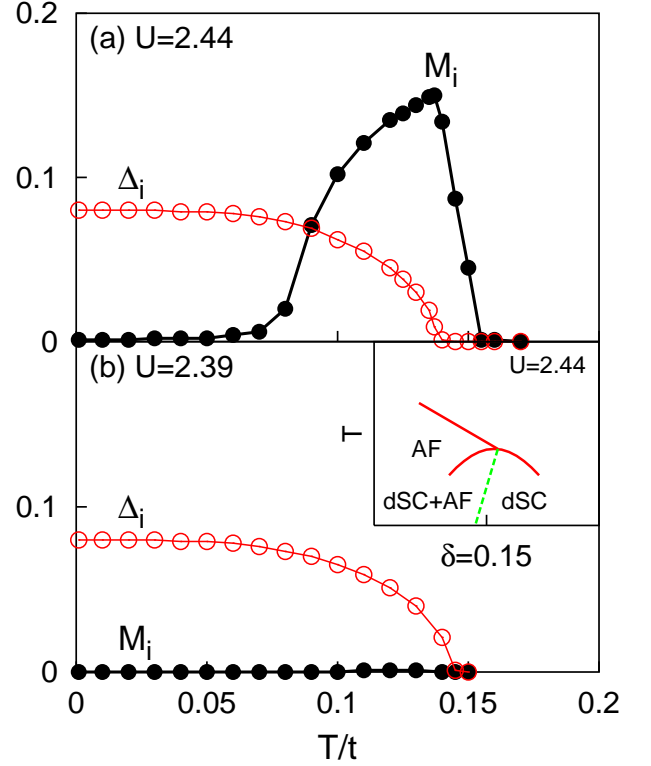 0.2
(a) U=2.44
M_i
0.1
Δ_i
0
(b) U=2.39
U=2.44
T
AF
dSC+AF
dSC
δ=0.15
0.1
Δ_i
M_i
0
0 0.05 0.1 0.15 0.2
T/t